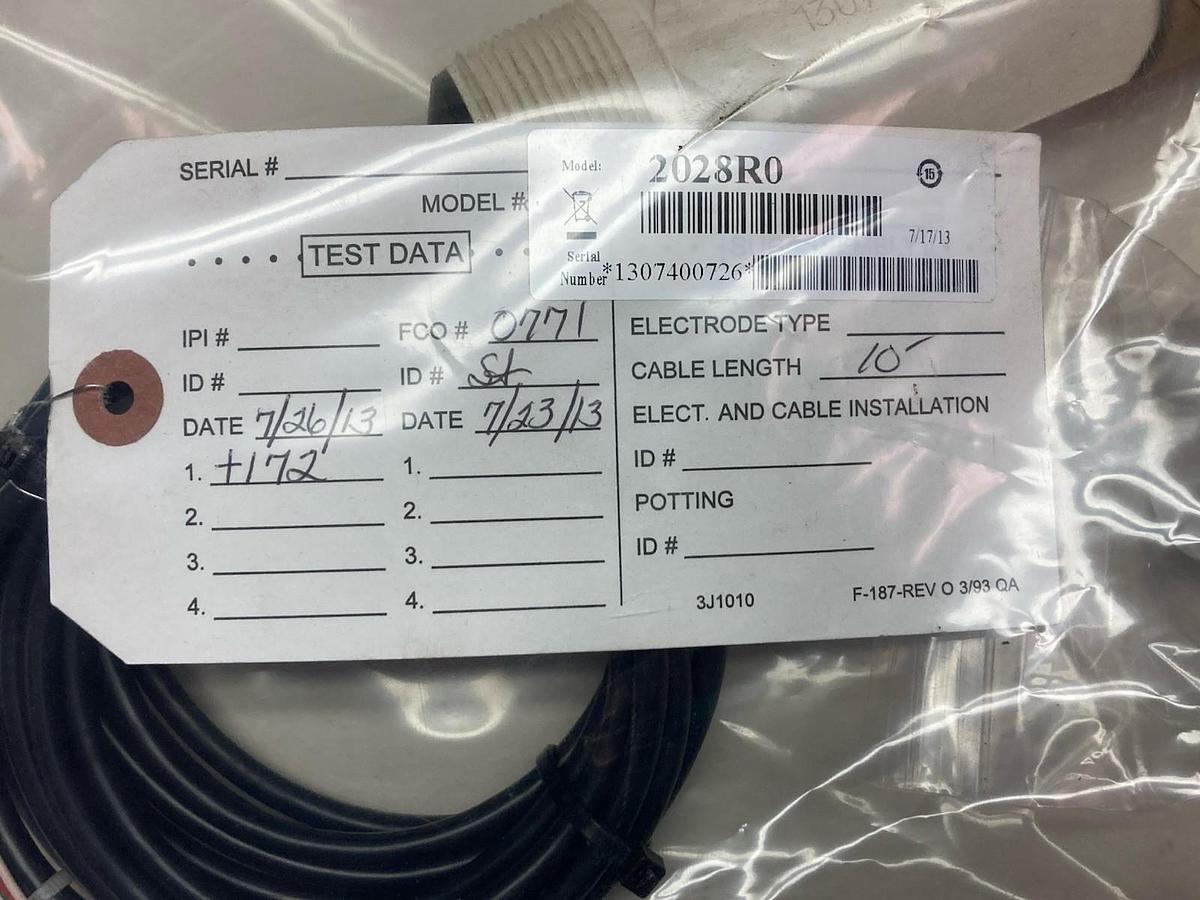 SERIAL #
MODEL #
TEST DATA
Model: 2028R0
15
7/17/13
Serial Number *1307400726*
IPI #
FCO # 0771
ID #
ID #
DATE 7/26/13
DATE 7/23/13
1. +172
1.
2.
2.
3.
3.
4.
4.
ELECTRODE TYPE
CABLE LENGTH 10'
ELECT. AND CABLE INSTALLATION
ID #
POTTING
ID #
3J1010
F-187-REV O 3/93 QA